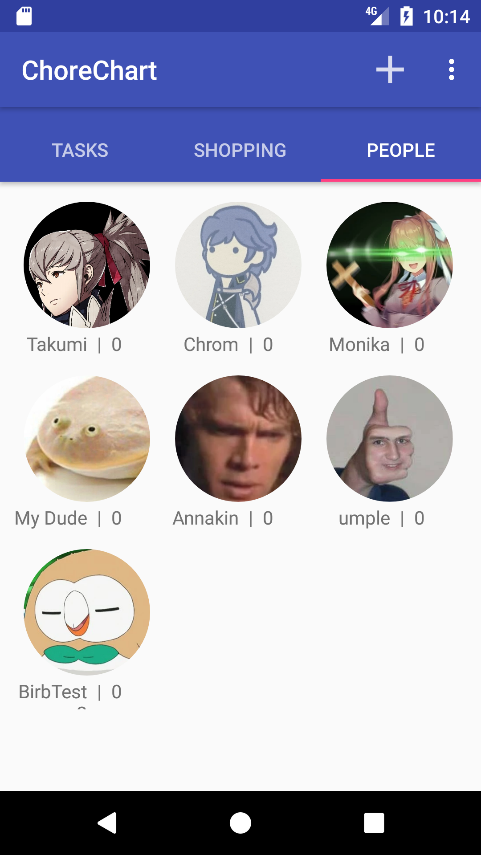 4G 10:14
ChoreChart
TASKS SHOPPING PEOPLE
Takumi | 0 Chrom | 0 Monika | 0
My Dude | 0 Annakin | 0 umple | 0
BirbTest | 0